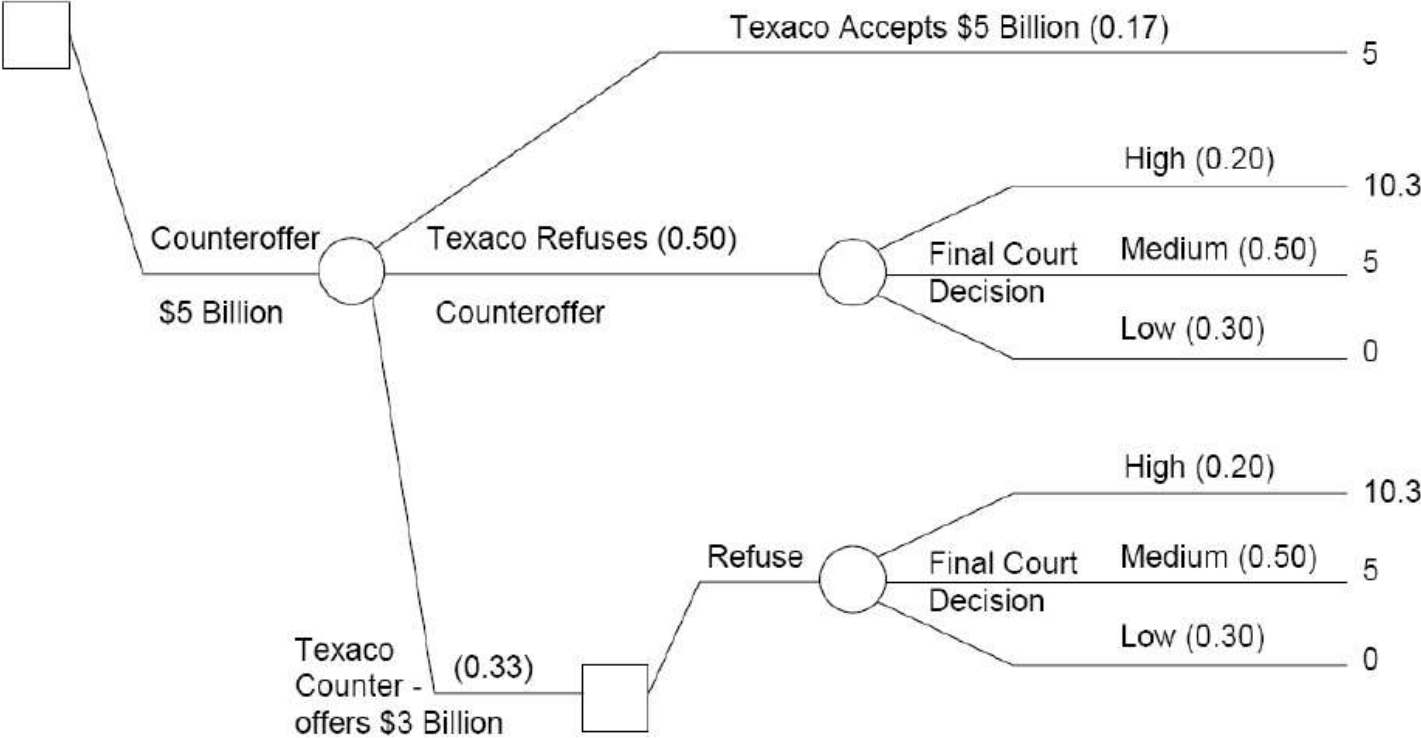 Texaco Accepts $5 Billion (0.17)
5
High (0.20)
10.3
Counteroffer
Texaco Refuses (0.50)
Final Court
Medium (0.50)
5
Decision
$5 Billion
Counteroffer
Low (0.30)
0
High (0.20)
10.3
Refuse
Final Court
Medium (0.50)
5
Decision
Low (0.30)
0
Texaco
(0.33)
Counter -
offers $3 Billion